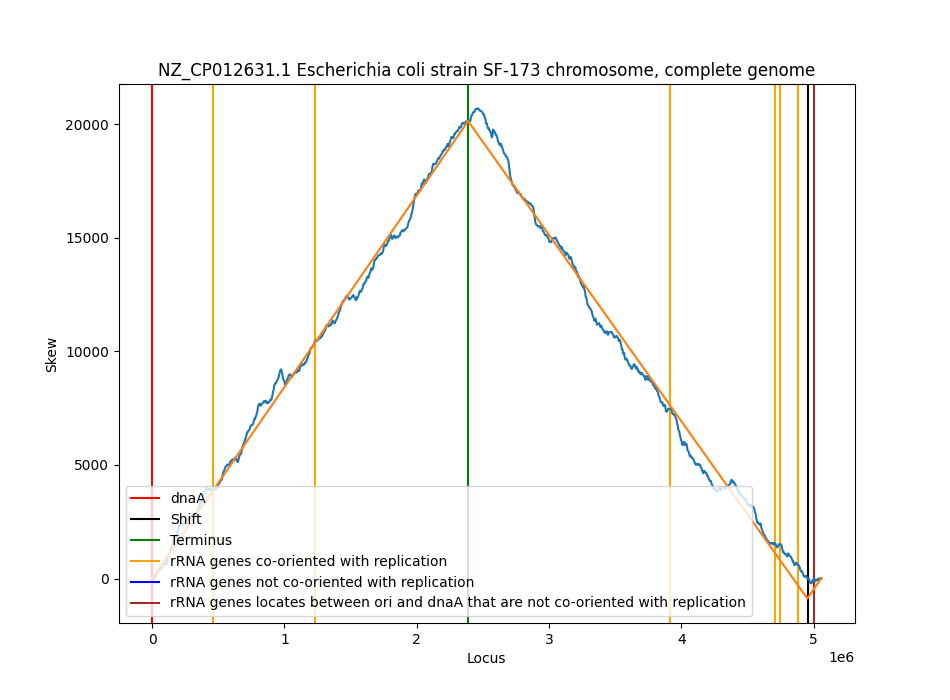 NZ_CP012631.1 Escherichia coli strain SF-173 chromosome, complete genome
20000
15000
10000
5000
0
Skew
dnaA
Shift
Terminus
rRNA genes co-oriented with replication
rRNA genes not co-oriented with replication
rRNA genes locates between ori and dnaA that are not co-oriented with replication
0 1 2 3 4 5
Locus
1e6